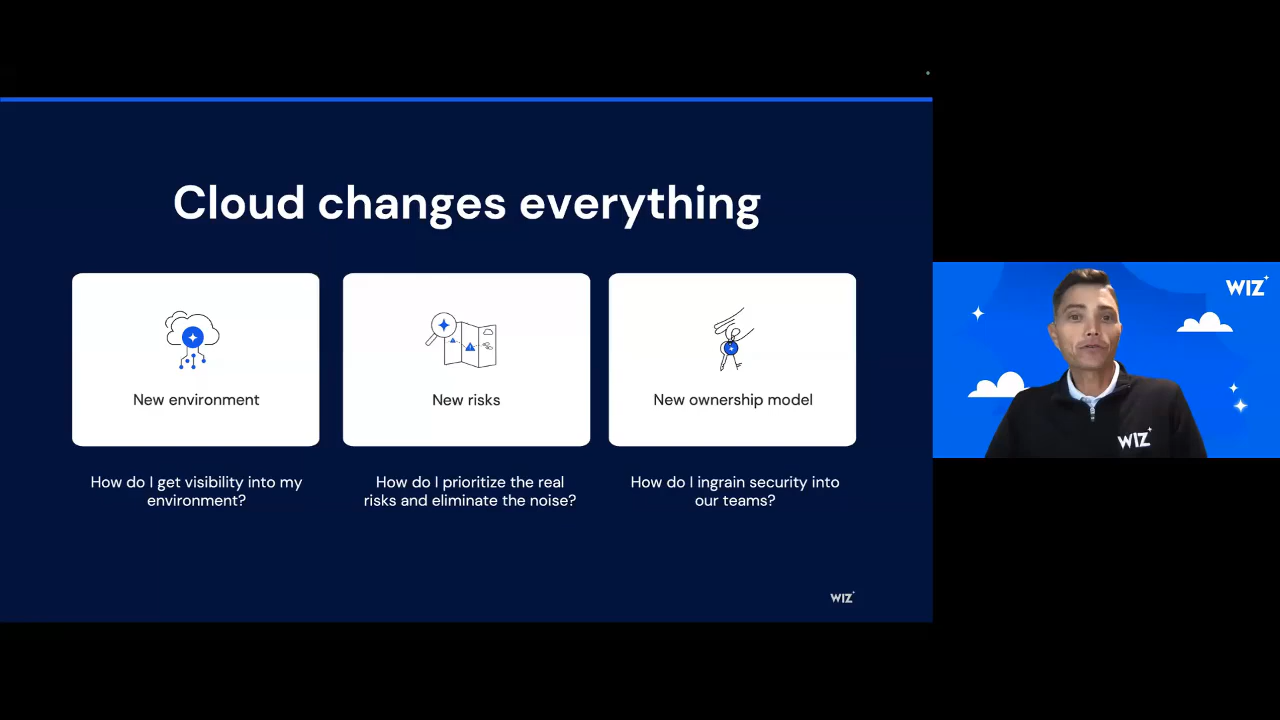 Cloud changes everything
New environment
New risks
New ownership model
How do I get visibility into my
environment?
How do I prioritize the real
risks and eliminate the noise?
How do I ingrain security into
our teams?
WIZ
WIZ
WIZ